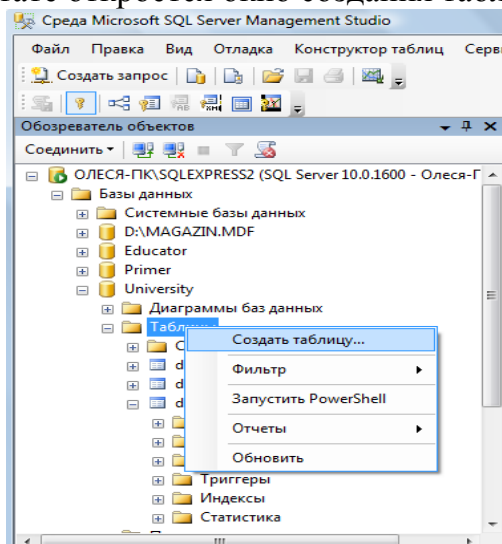 Среда Microsoft SQL Server Management Studio
Файл Правка Вид Отладка Конструктор таблиц
Создать запрос
Обозреватель объектов
Соединить
ОЛЕСЯ-ПК\SQLEXPRESS2 (SQL Server 10.0.1600 - Олеся-П
Базы данных
Системные базы данных
D:\MAGAZIN.MDF
Educator
Primer
University
Диаграммы баз данных
Таблицы
Создать таблицу...
Фильтр
Запустить PowerShell
Отчеты
Обновить
Триггеры
Индексы
Статистика